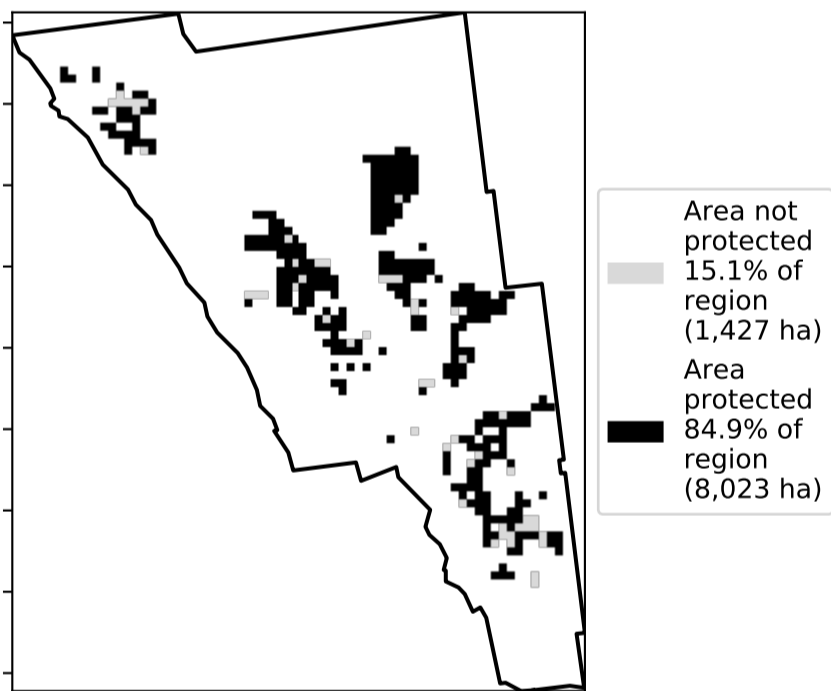 Area not
protected
15.1% of
region
(1,427 ha)
Area
protected
84.9% of
region
(8,023 ha)